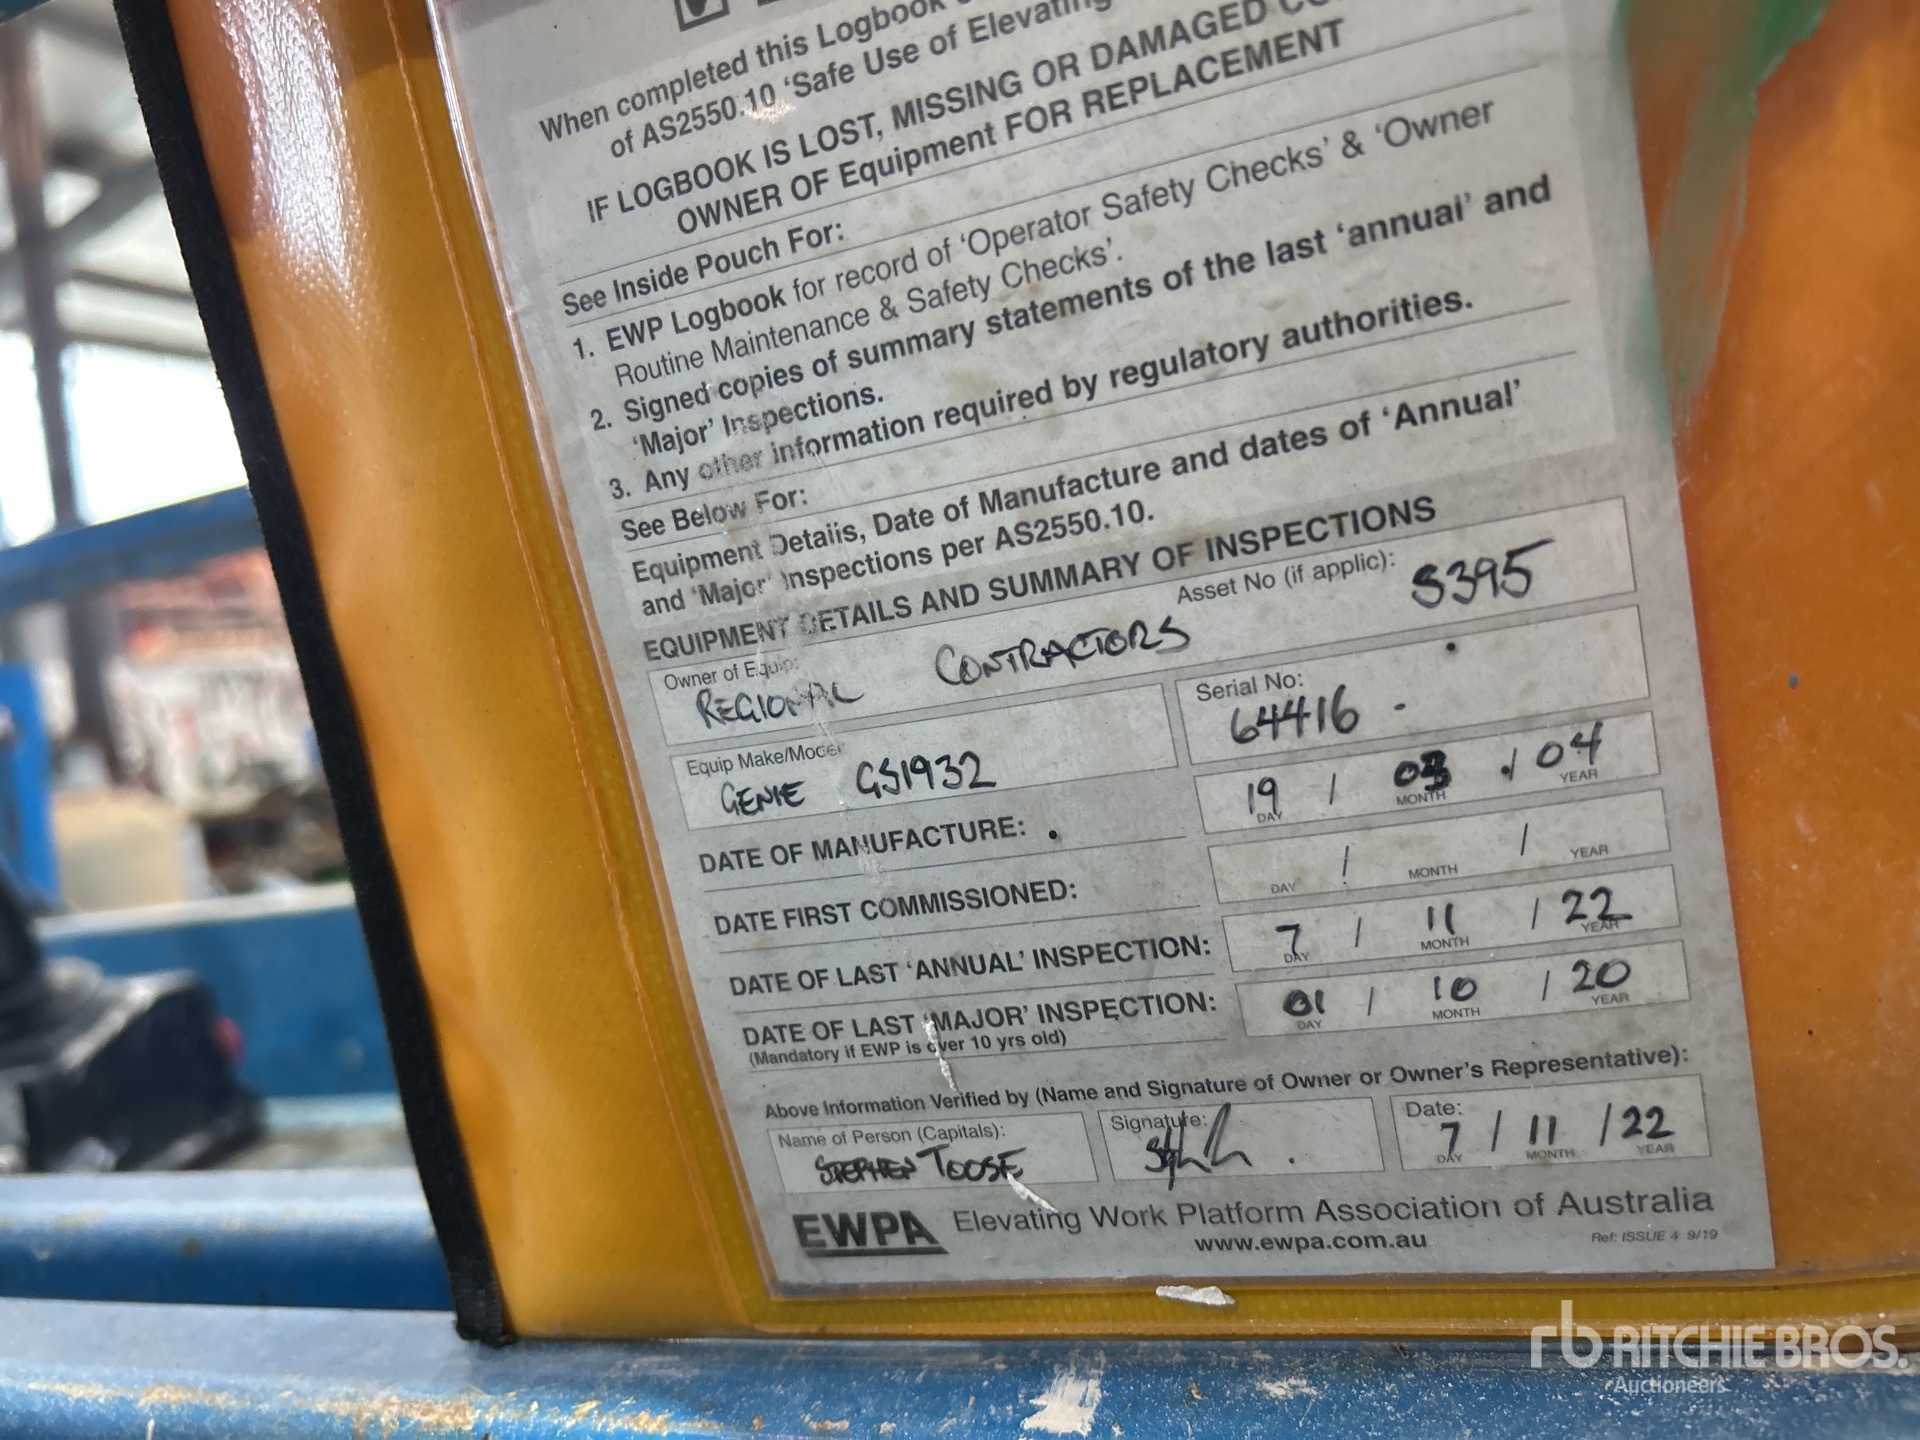 When completed this Logbook
of AS2550.10 'Safe Use of Elevating
IF LOGBOOK IS LOST, MISSING OR DAMAGED
OWNER OF Equipment FOR REPLACEMENT
See Inside Pouch For:
1. EWP Logbook for record of 'Operator Safety Checks' & 'Owner
Routine Maintenance & Safety Checks'.
2. Signed copies of summary statements of the last 'annual' and
'Major' Inspections.
3. Any other information required by regulatory authorities.
See Below For:
Equipment Details, Date of Manufacture and dates of 'Annual'
and 'Major' Inspections per AS2550.10.
EQUIPMENT DETAILS AND SUMMARY OF INSPECTIONS
Owner of Equip: Asset No (if applic): S395
REGIONAL CONTRACTORS
Equip Make/Model Serial No:
GENIE GS1932 64416
DATE OF MANUFACTURE: 19 / 03 / 04
DAY MONTH YEAR
DATE FIRST COMMISSIONED: / /
DAY MONTH YEAR
DATE OF LAST 'ANNUAL' INSPECTION: 7 / 11 / 22
DAY MONTH YEAR
DATE OF LAST 'MAJOR' INSPECTION: 01 / 10 / 20
DAY MONTH YEAR
(Mandatory if EWP is over 10 yrs old)
Above Information Verified by (Name and Signature of Owner or Owner's Representative):
Name of Person (Capitals): Signature: Date:
STEPHEN TOOSE 7 / 11 / 22
DAY MONTH YEAR
EWPA Elevating Work Platform Association of Australia
www.ewpa.com.au
Ref: ISSUE 4 9/19
rb RITCHIE BROS.
Auctioneers